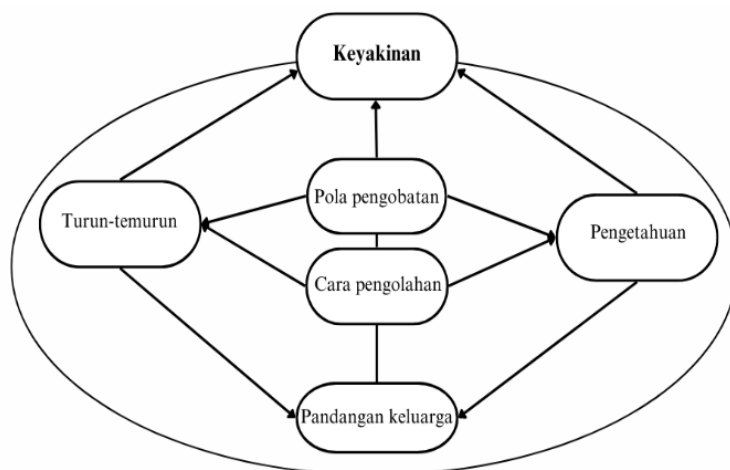 Keyakinan
Pola pengobatan
Turun-temurun
Pengetahuan
Cara pengolahan
Pandangan keluarga